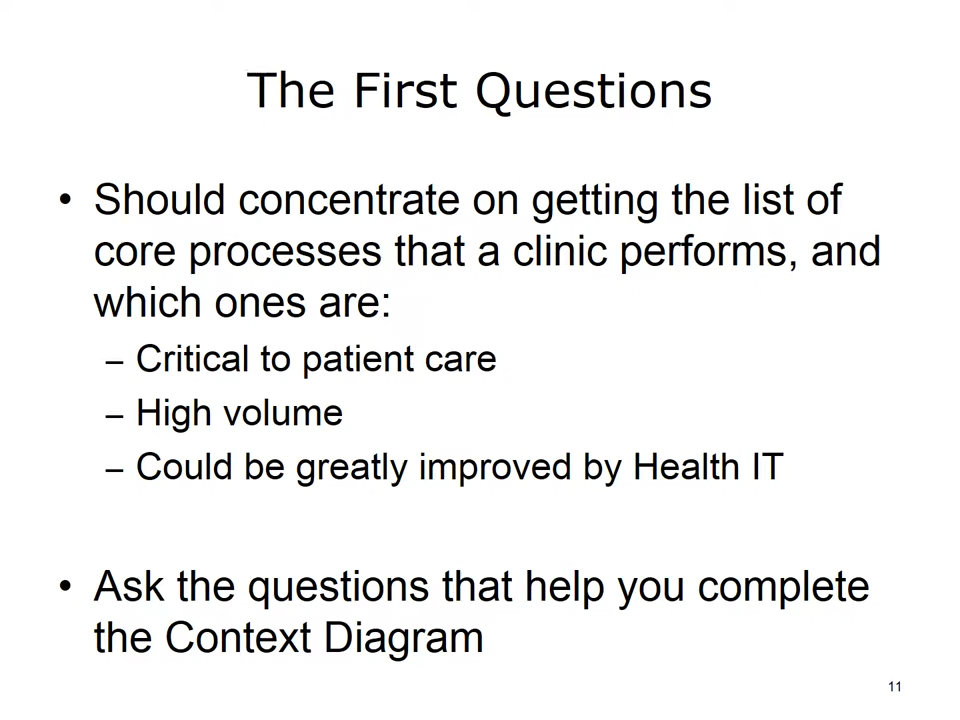 The First Questions
• Should concentrate on getting the list of
core processes that a clinic performs, and
which ones are:
– Critical to patient care
– High volume
– Could be greatly improved by Health IT
• Ask the questions that help you complete
the Context Diagram
11